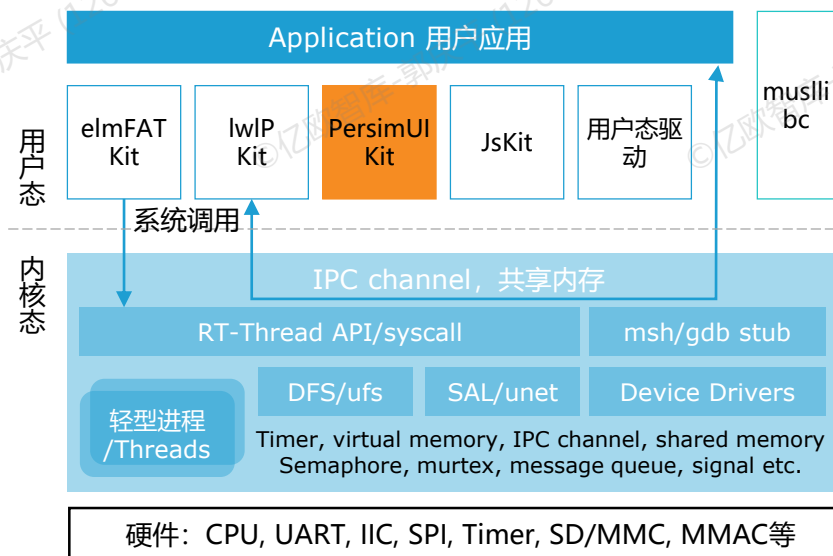 Application 用户应用
用户态
elmFAT
Kit
lwIP
Kit
PersimUI
Kit
JsKit
用户态驱
动
muslli
bc
系统调用
内核态
IPC channel，共享内存
RT-Thread API/syscall
msh/gdb stub
DFS/ufs
SAL/unet
Device Drivers
轻型进程
/Threads
Timer, virtual memory, IPC channel, shared memory
Semaphore, murtex, message queue, signal etc.
硬件：CPU, UART, IIC, SPI, Timer, SD/MMC, MMAC等